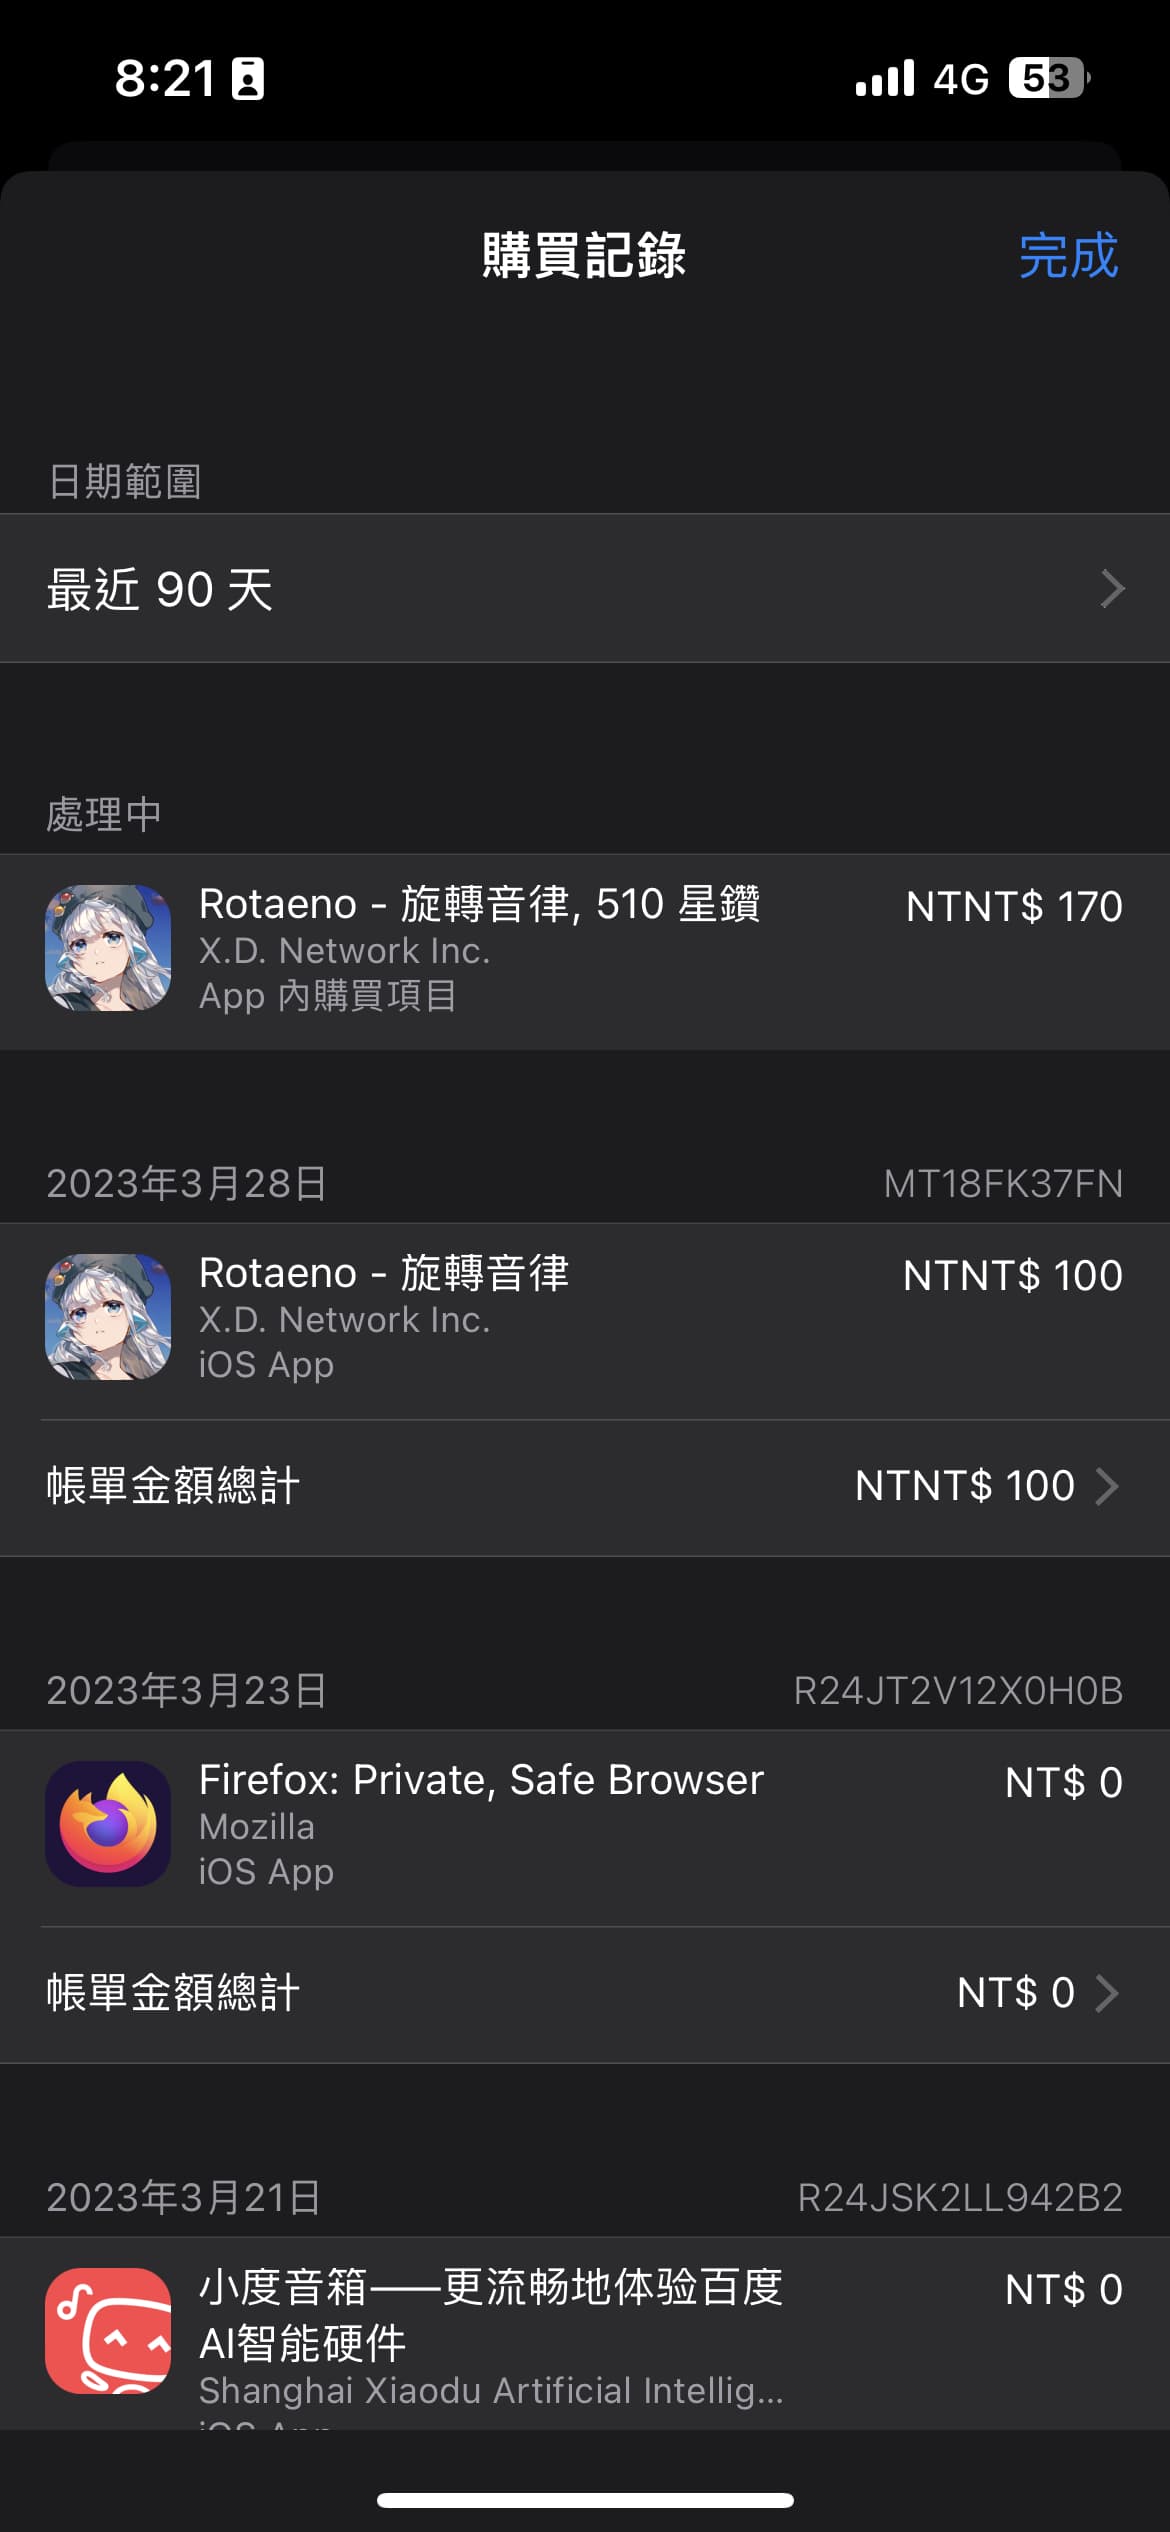 8:21
4G 53
購買記錄
完成
日期範圍
最近 90 天
處理中
Rotaeno - 旋轉音律, 510 星鑽
NTNT$ 170
X.D. Network Inc.
App 內購買項目
2023年3月28日
MT18FK37FN
Rotaeno - 旋轉音律
NTNT$ 100
X.D. Network Inc.
iOS App
帳單金額總計
NTNT$ 100
2023年3月23日
R24JT2V12X0H0B
Firefox: Private, Safe Browser
NT$ 0
Mozilla
iOS App
帳單金額總計
NT$ 0
2023年3月21日
R24JSK2LL942B2
小度音箱——更流畅地体验百度
NT$ 0
AI智能硬件
Shanghai Xiaodu Artificial Intellig...
iOS App